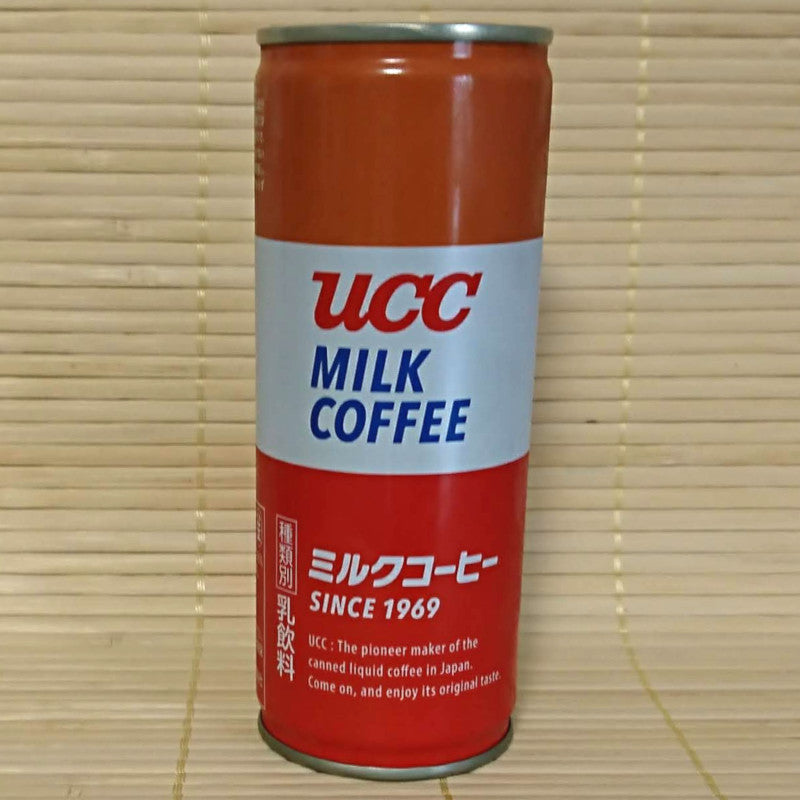 UCC
MILK
COFFEE
種類別
乳飲料
ミルクコーヒー
SINCE 1969
UCC : The pioneer maker of the
canned liquid coffee in Japan.
Come on, and enjoy its original taste.